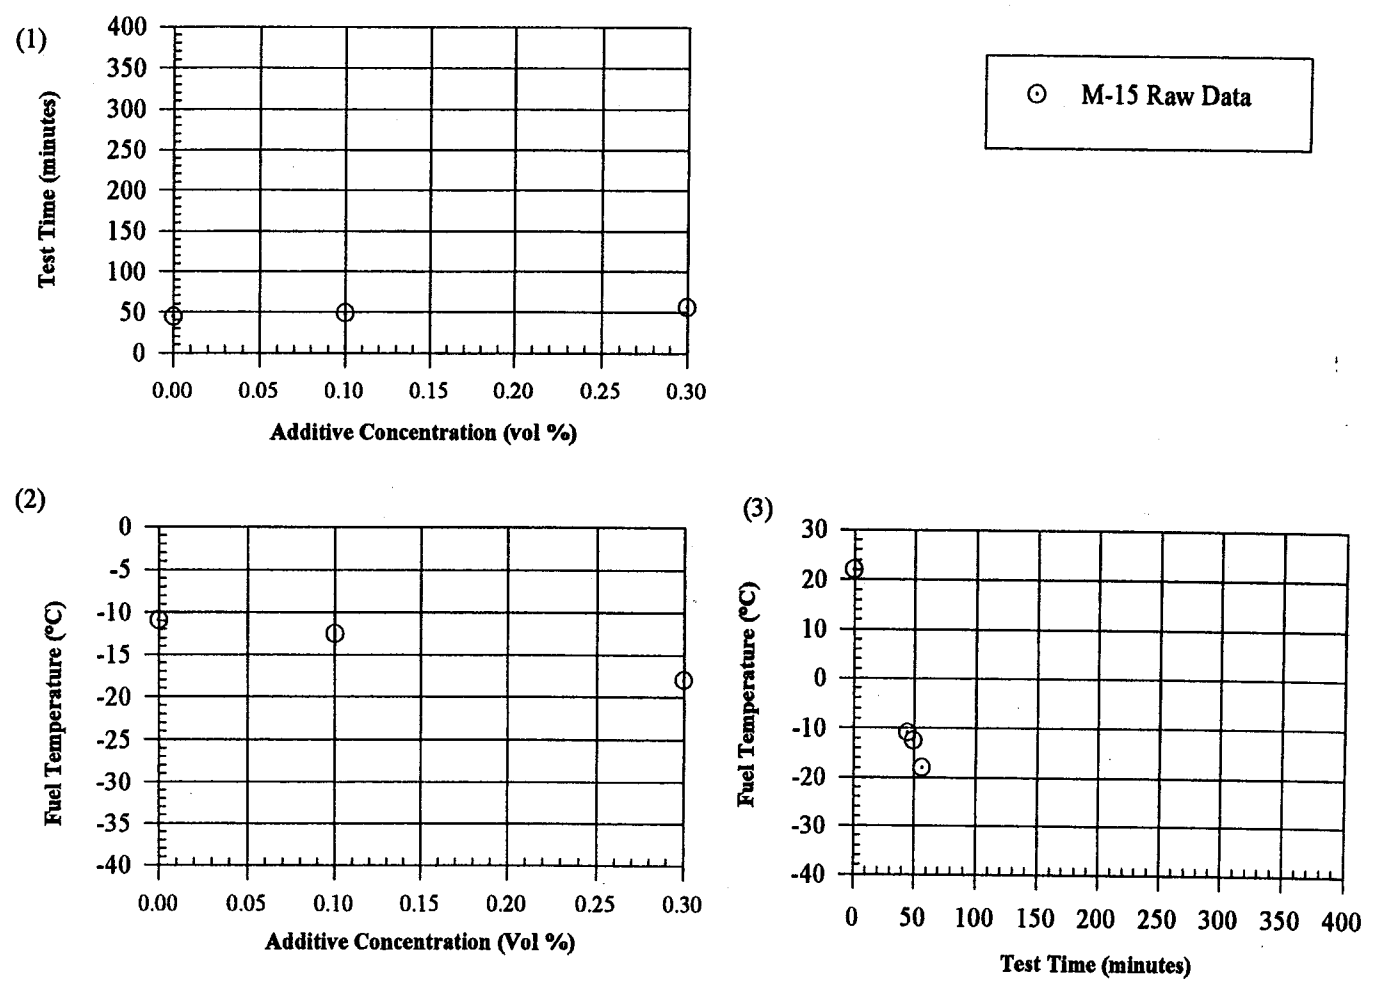 (1)
400
350
300
250
200
150
100
50
0
Test Time (minutes)
0.00 0.05 0.10 0.15 0.20 0.25 0.30
Additive Concentration (vol %)
M-15 Raw Data
(2)
0
-5
-10
-15
-20
-25
-30
-35
-40
Fuel Temperature (°C)
0.00 0.05 0.10 0.15 0.20 0.25 0.30
Additive Concentration (Vol %)
(3)
30
20
10
0
-10
-20
-30
-40
Fuel Temperature (°C)
0 50 100 150 200 250 300 350 400
Test Time (minutes)